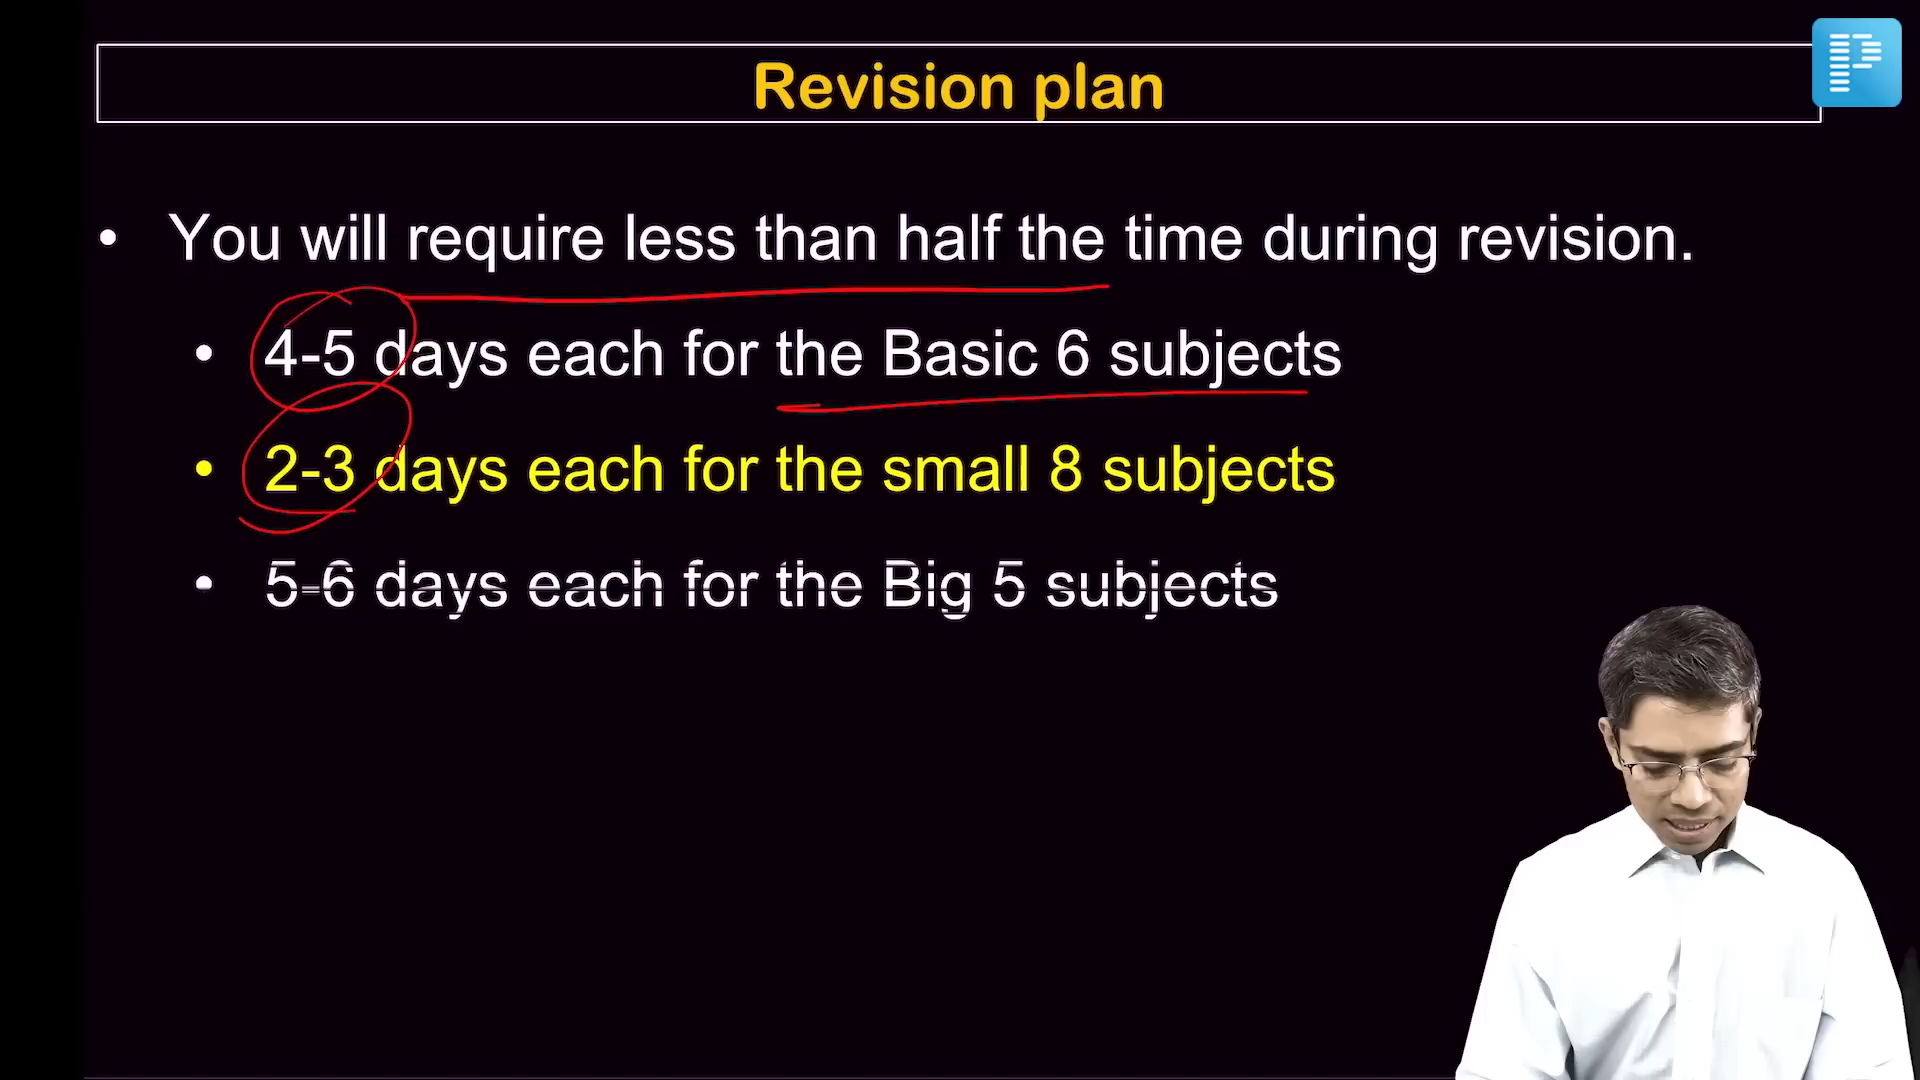 Revision plan
• You will require less than half the time during revision.
• 4-5 days each for the Basic 6 subjects
• 2-3 days each for the small 8 subjects
• 5-6 days each for the Big 5 subjects